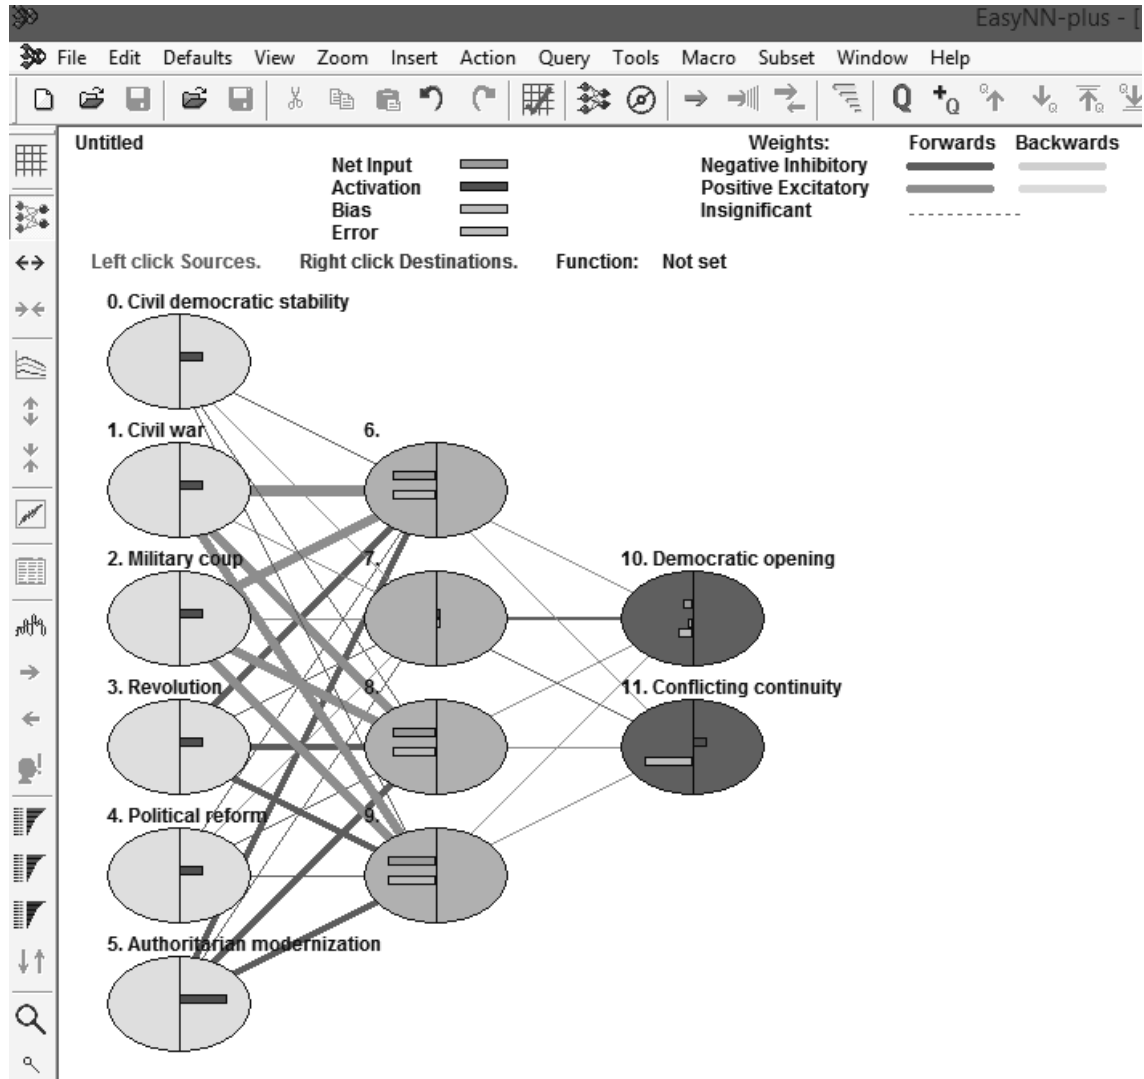 EasyNN-plus - [
File Edit Defaults View Zoom Insert Action Query Tools Macro Subset Window Help
Untitled
Weights: Forwards Backwards
Net Input
Negative Inhibitory
Activation
Positive Excitatory
Bias
Insignificant
Error
Left click Sources. Right click Destinations. Function: Not set
0. Civil democratic stability
1. Civil war
6.
2. Military coup
7.
10. Democratic opening
3. Revolution
8.
11. Conflicting continuity
4. Political reform
9.
5. Authoritarian modernization